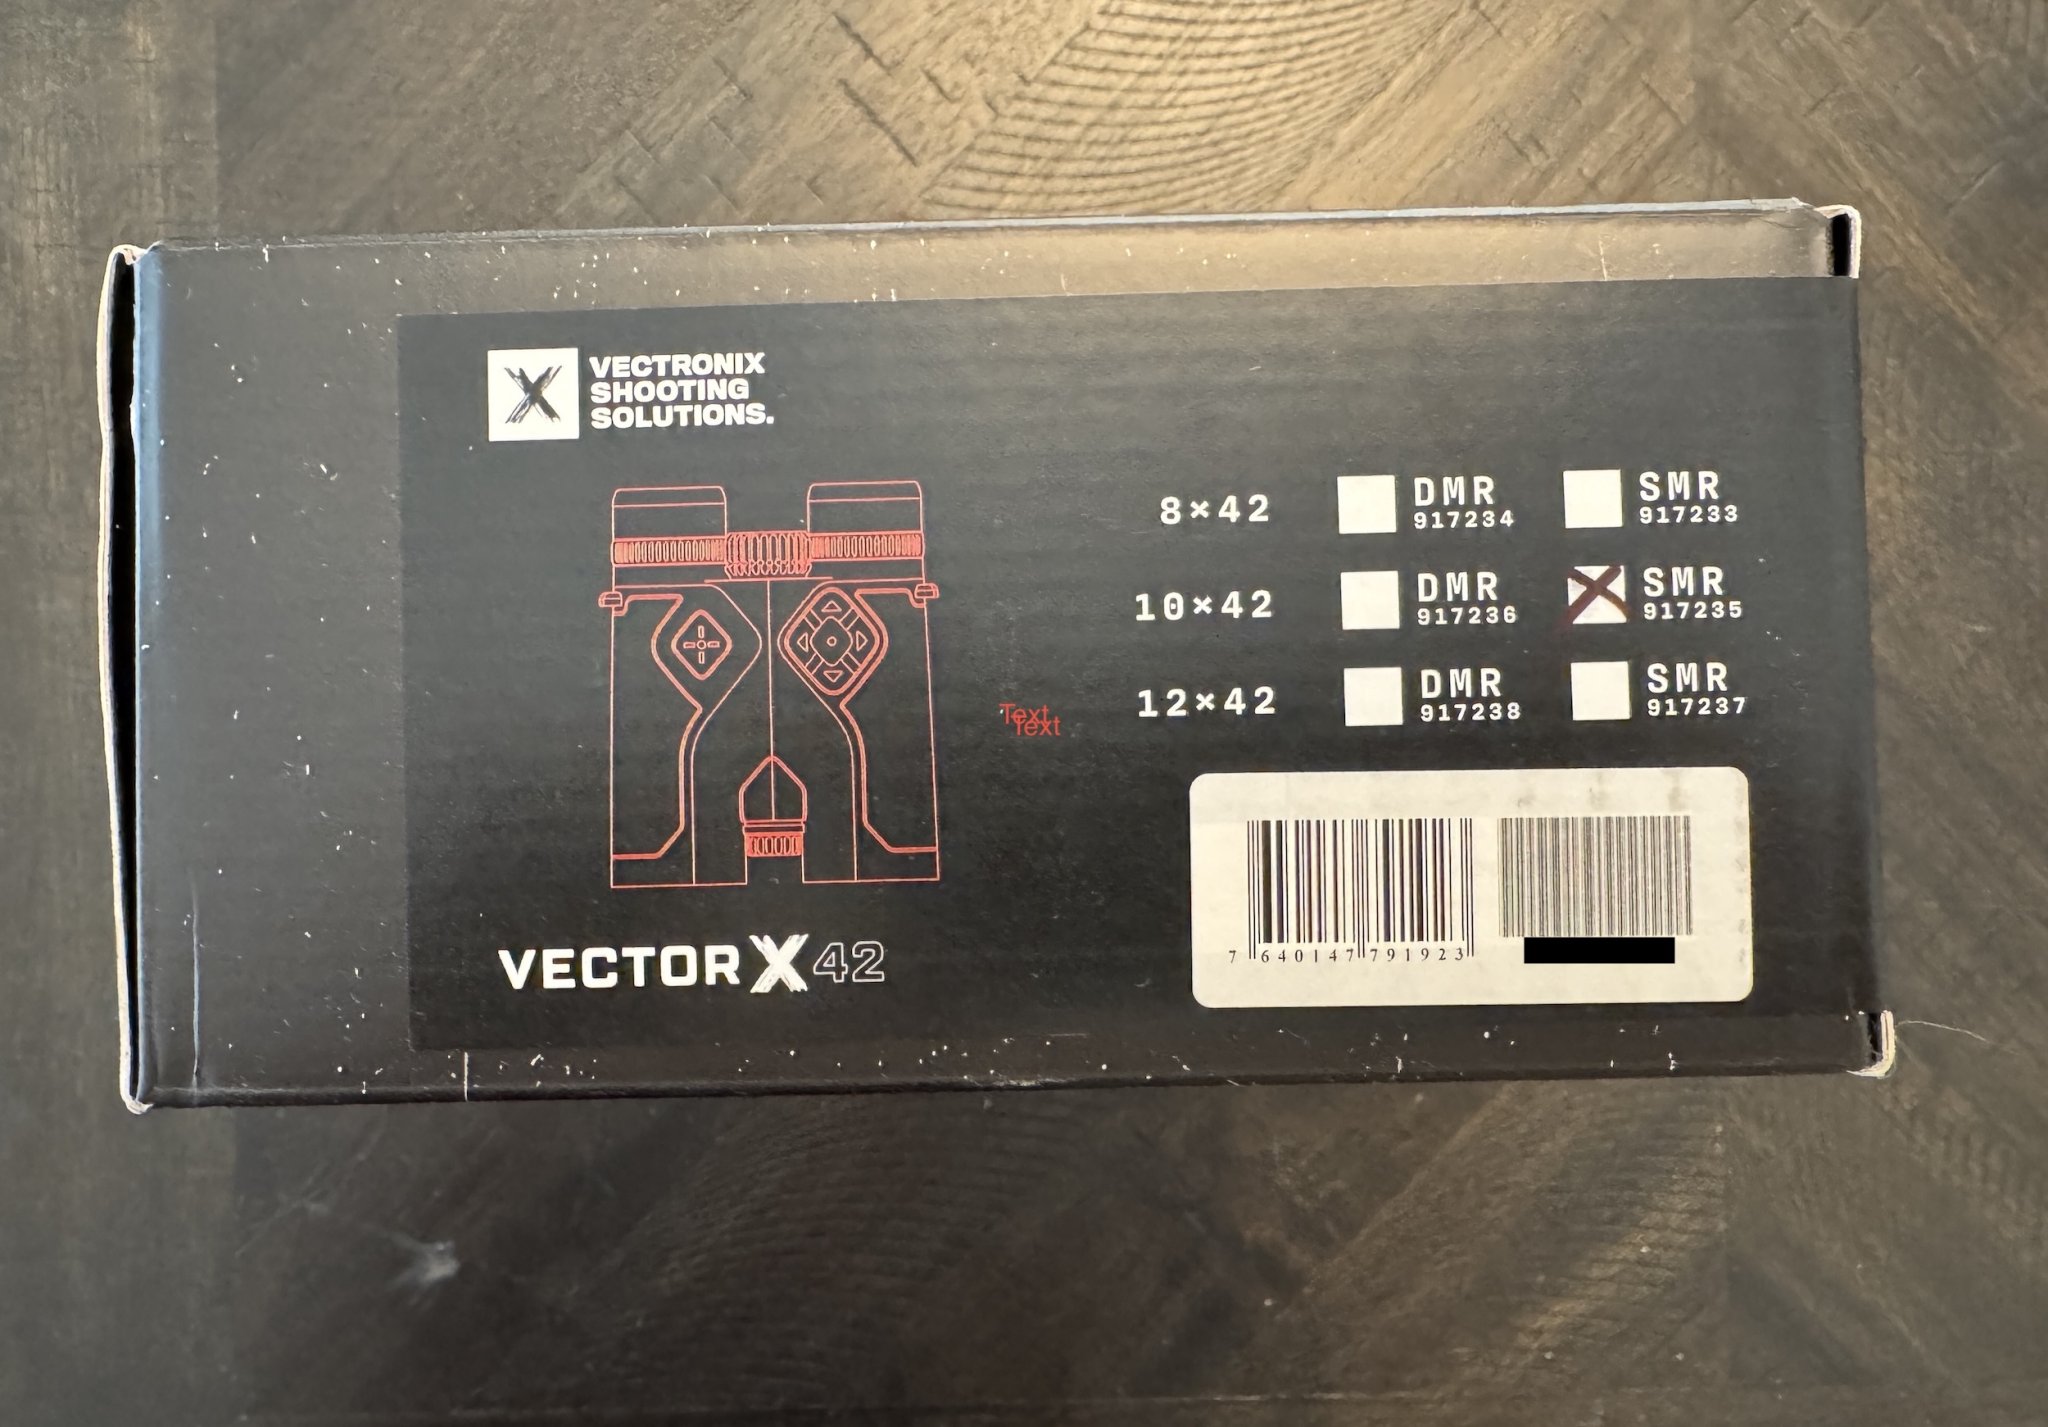 VECTRONIX
SHOOTING
SOLUTIONS.
8×42 DMR SMR
917234 917233
10×42 DMR SMR
917236 917235
12×42 DMR SMR
917238 917237
Text
Text
7 640147 791923
VECTOR X 42